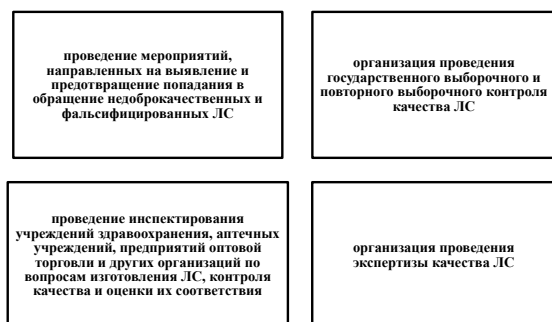 проведение мероприятий,
направленных на выявление и
предотвращение попадания в
обращение недоброкачественных и
фальсифицированных ЛС
организация проведения
государственного выборочного и
повторного выборочного контроля
качества ЛС
проведение инспектирования
учреждений здравоохранения, аптечных
учреждений, предприятий оптовой
торговли и других организаций по
вопросам изготовления ЛС, контроля
качества и оценки их соответствия
организация проведения
экспертизы качества ЛС